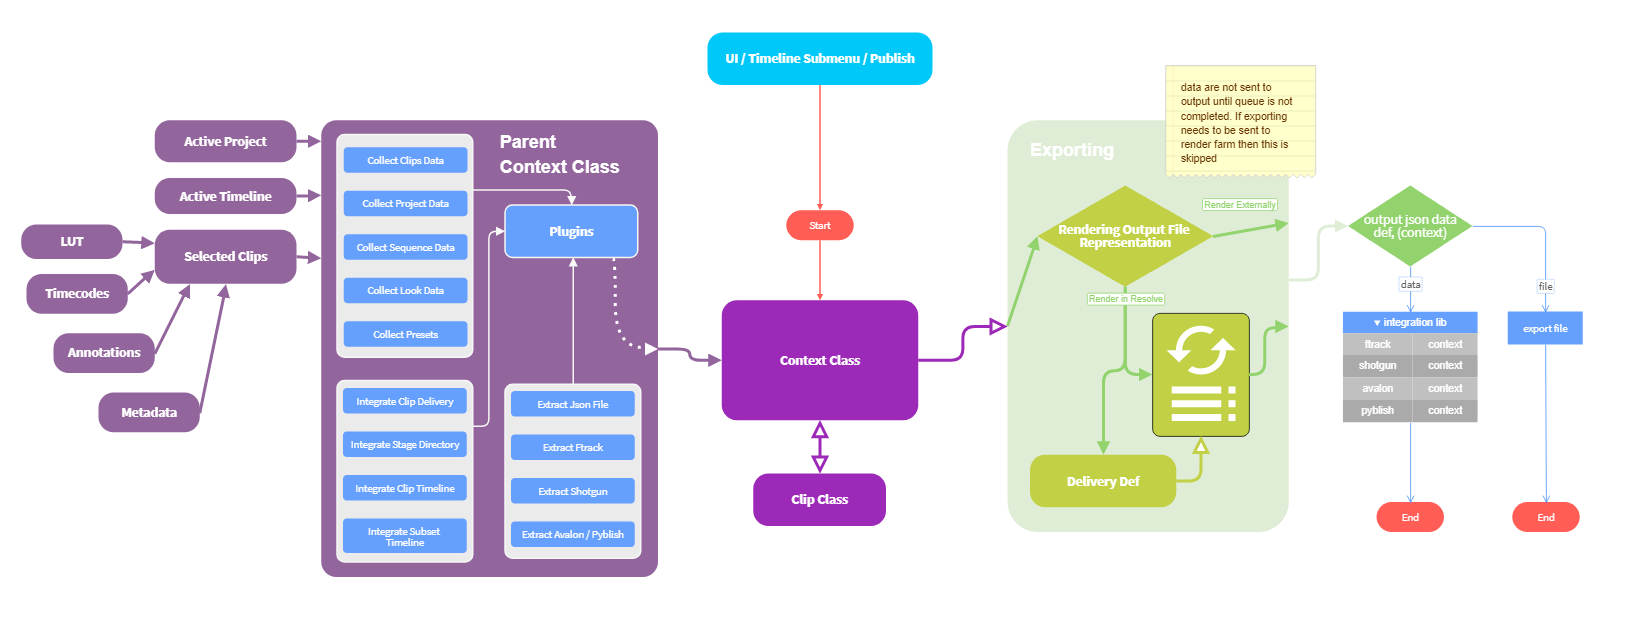 UI / Timeline Submenu / Publish
Start
Active Project
Active Timeline
LUT
Selected Clips
Timecodes
Annotations
Metadata
Parent
Context Class
Collect Clips Data
Collect Project Data
Collect Sequence Data
Collect Look Data
Collect Presets
Plugins
Integrate Clip Delivery
Integrate Stage Directory
Integrate Clip Timeline
Integrate Subset
Timeline
Extract Json File
Extract Ftrack
Extract Shotgun
Extract Avalon / Pyblish
Context Class
Clip Class
Exporting
data are not sent to
output until queue is not
completed. If exporting
needs to be sent to
render farm then this is
skipped
Rendering Output File
Representation
Render Externally
Render in Resolve
Delivery Def
output json data
def, (context)
data
file
▼ integration lib
ftrack context
shotgun context
avalon context
pyblish context
export file
End
End